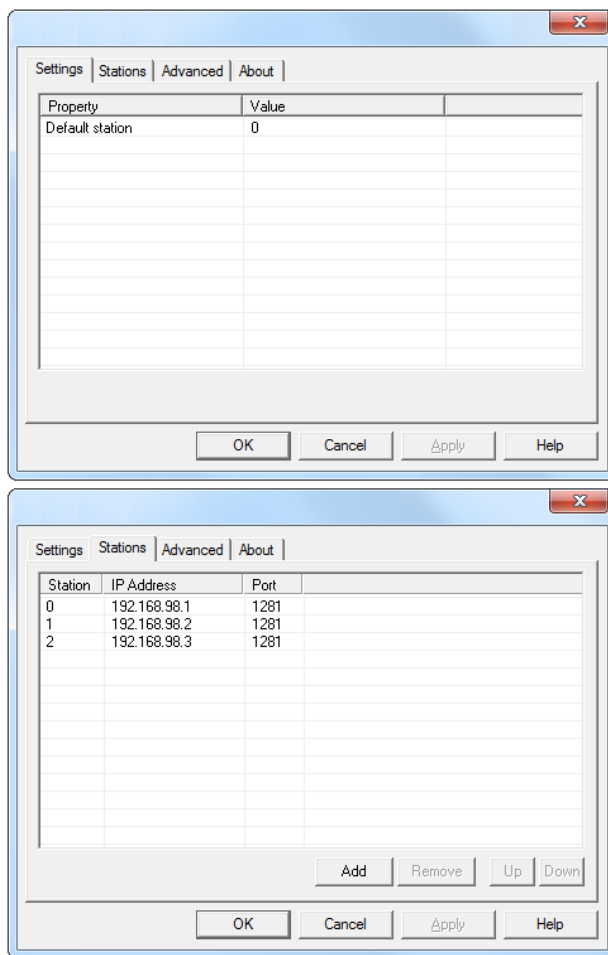 Settings Stations Advanced About
Property Value
Default station 0
OK Cancel Apply Help
Settings Stations Advanced About
Station IP Address Port
0 192.168.98.1 1281
1 192.168.98.2 1281
2 192.168.98.3 1281
Add Remove Up Down
OK Cancel Apply Help